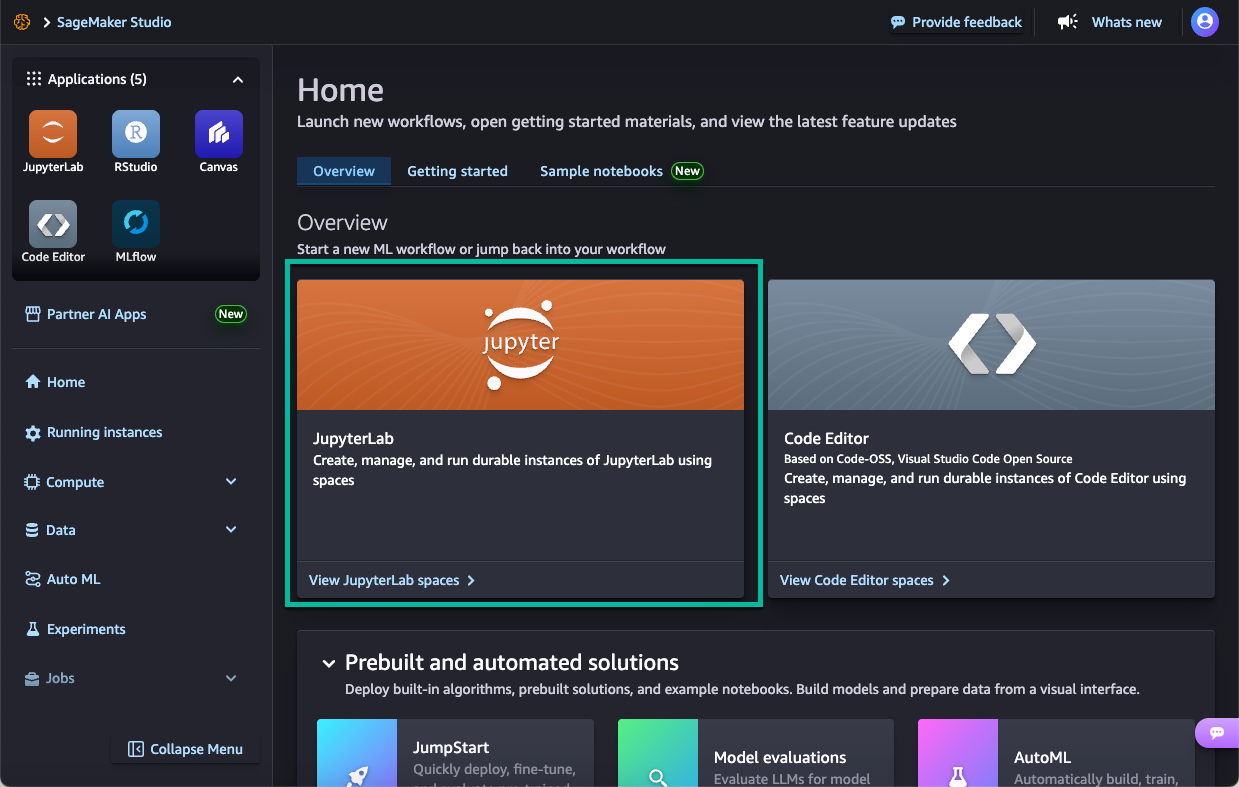 SageMaker Studio
Provide feedback
Whats new
Applications (5)
JupyterLab
RStudio
Canvas
Code Editor
MLflow
Partner AI Apps
New
Home
Running instances
Compute
Data
Auto ML
Experiments
Jobs
Collapse Menu
Home
Launch new workflows, open getting started materials, and view the latest feature updates
Overview
Getting started
Sample notebooks
New
Overview
Start a new ML workflow or jump back into your workflow
jupyter
JupyterLab
Create, manage, and run durable instances of JupyterLab using
spaces
View JupyterLab spaces
Code Editor
Based on Code-OSS, Visual Studio Code Open Source
Create, manage, and run durable instances of Code Editor using
spaces
View Code Editor spaces
Prebuilt and automated solutions
Deploy built-in algorithms, prebuilt solutions, and example notebooks. Build models and prepare data from a visual interface.
JumpStart
Quickly deploy, fine-tune,
Model evaluations
Evaluate LLMs for model
AutoML
Automatically build, train,